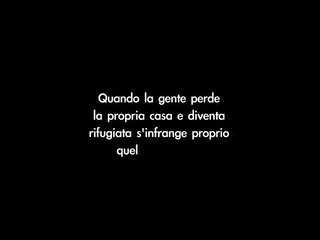 Quando la gente perde
la propria casa e diventa
rifugiata s'infrange proprio
quel